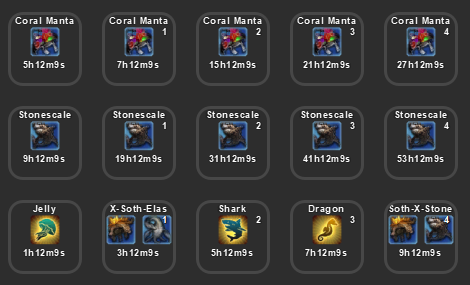 Coral Manta Coral Manta Coral Manta Coral Manta Coral Manta
1 2 3 4
5h12m9s 7h12m9s 15h12m9s 21h12m9s 27h12m9s
Stonescale Stonescale Stonescale Stonescale Stonescale
1 2 3 4
9h12m9s 19h12m9s 31h12m9s 41h12m9s 53h12m9s
Jelly X-Soth-Elas Shark Dragon Soth-X-Stone
1 2 3 4
1h12m9s 3h12m9s 5h12m9s 7h12m9s 9h12m9s